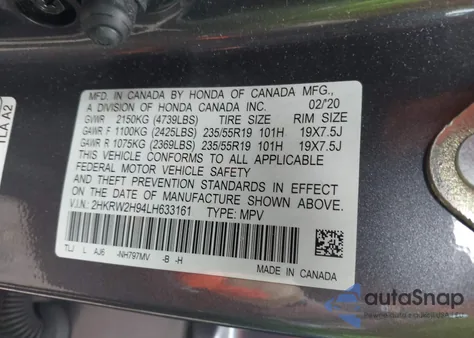 TLA A2
MFD. IN CANADA BY HONDA OF CANADA MFG.,
A DIVISION OF HONDA CANADA INC. 02/'20
GVWR 2150KG (4739LBS) TIRE SIZE RIM SIZE
GAWR F 1100KG (2425LBS) 235/55R19 101H 19X7.5J
GAWR R 1075KG (2369LBS) 235/55R19 101H 19X7.5J
THIS VEHICLE CONFORMS TO ALL APPLICABLE
FEDERAL MOTOR VEHICLE SAFETY
AND THEFT PREVENTION STANDARDS IN EFFECT
ON THE DATE OF MANUFACTURE SHOWN ABOVE.
V.I.N.: 2HKRW2H94LH633161 TYPE: MPV
TLJ L AJ6 -NH797MV -B -H
MADE IN CANADA
autoSnap